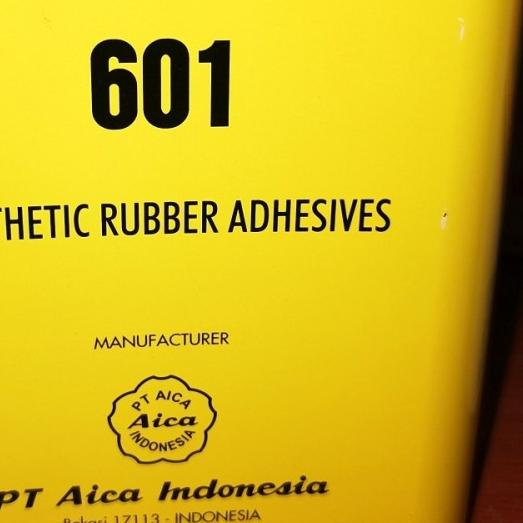 601
THETIC RUBBER ADHESIVES
MANUFACTURER
PT AICA
Aica
INDONESIA
PT Aica Indonesia
Bekasi 17113 - INDONESIA